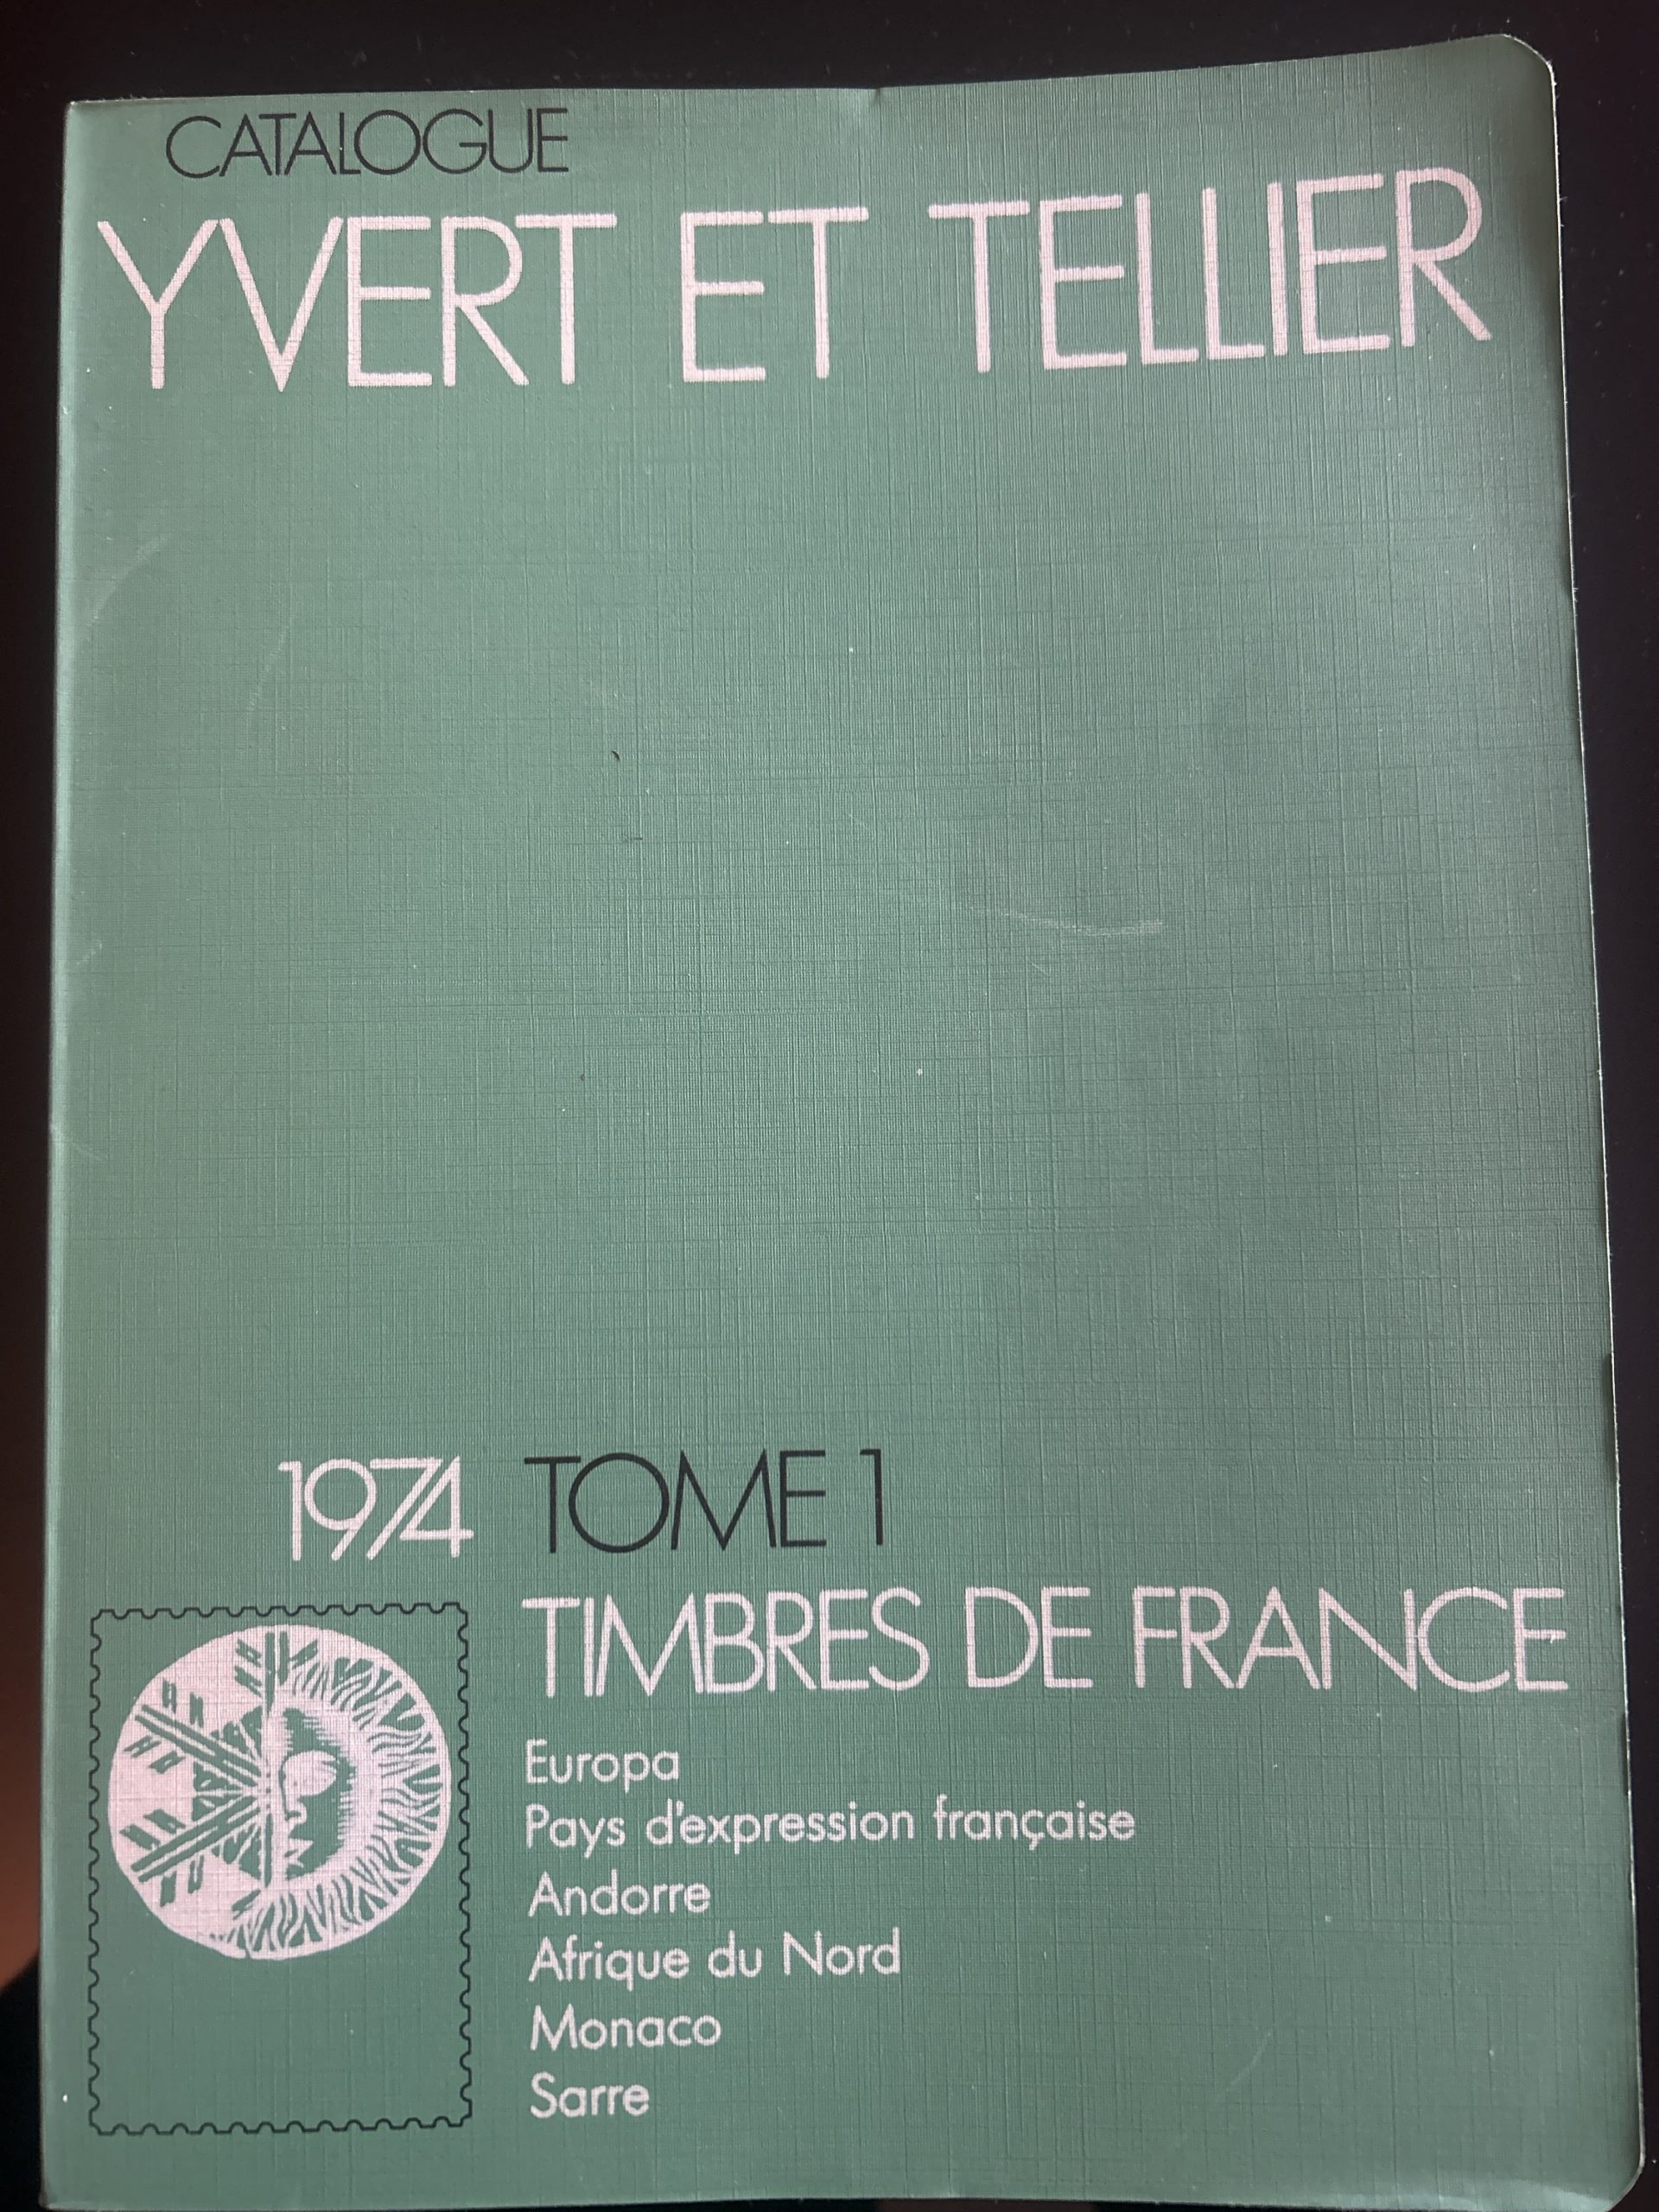 CATALOGUE
YVERT ET TELLIER
1974 TOME 1
TIMBRES DE FRANCE
Europa
Pays d'expression française
Andorre
Afrique du Nord
Monaco
Sarre